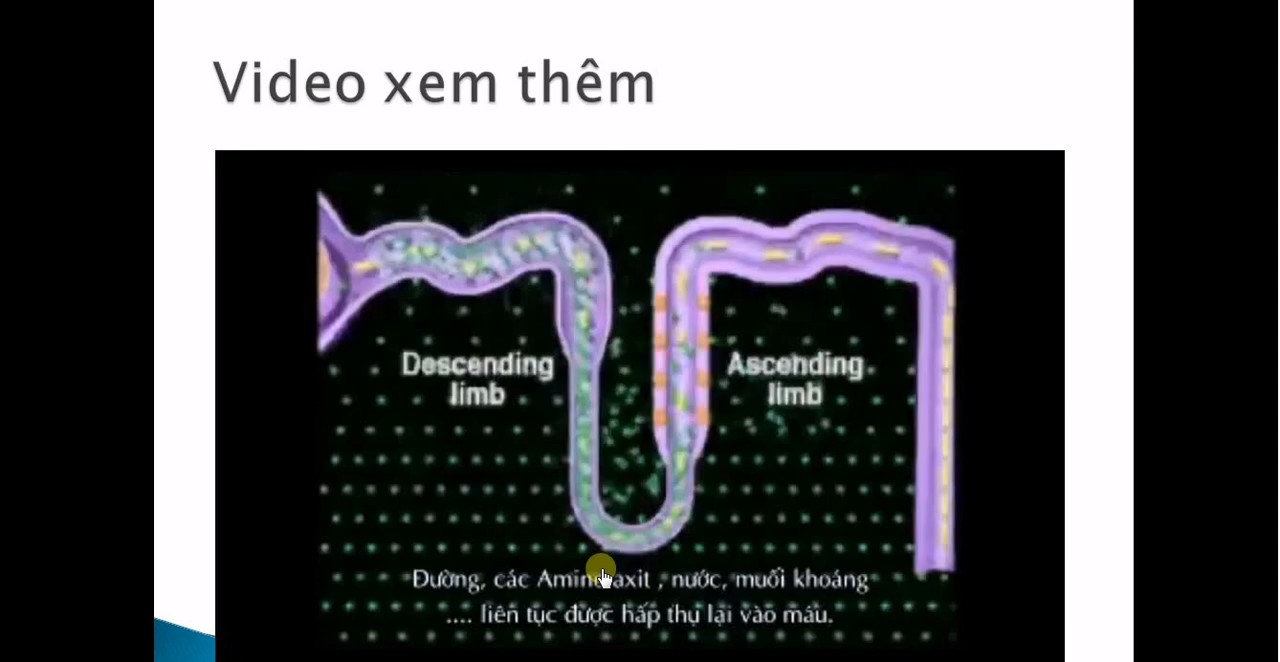 Video xem thêm
Descending
limb
Ascending
limb
Đường, các Amino axit , nước, muối khoáng
.... liên tục được hấp thụ lại vào máu.